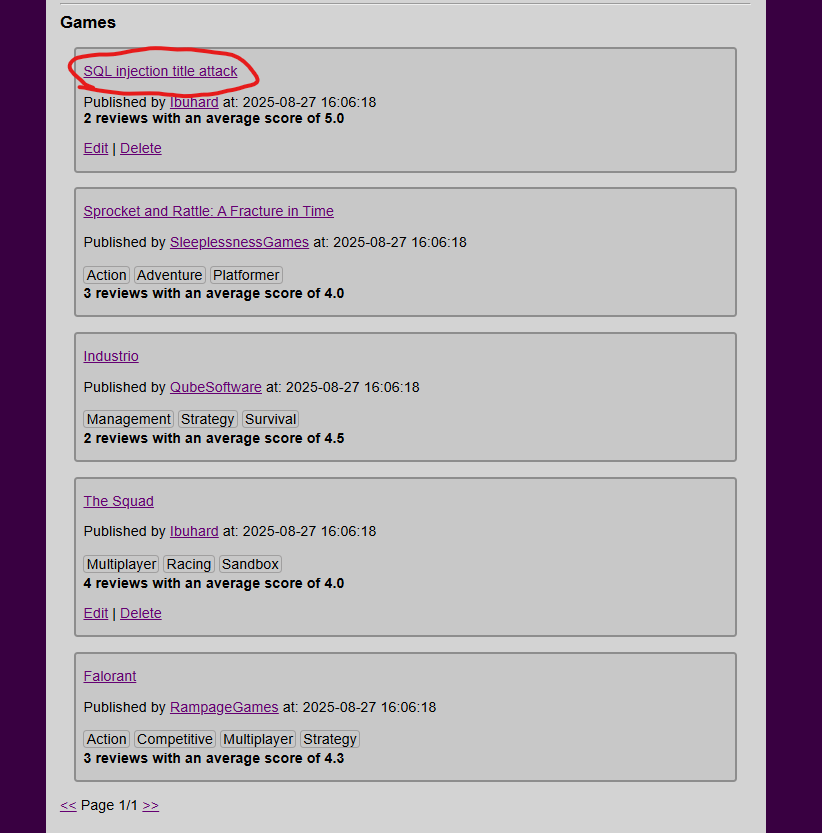 Games
SQL injection title attack
Published by Ibuhard at: 2025-08-27 16:06:18
2 reviews with an average score of 5.0
Edit | Delete
Sprocket and Rattle: A Fracture in Time
Published by SleeplessnessGames at: 2025-08-27 16:06:18
Action Adventure Platformer
3 reviews with an average score of 4.0
Industrio
Published by QubeSoftware at: 2025-08-27 16:06:18
Management Strategy Survival
2 reviews with an average score of 4.5
The Squad
Published by Ibuhard at: 2025-08-27 16:06:18
Multiplayer Racing Sandbox
4 reviews with an average score of 4.0
Edit | Delete
Falorant
Published by RampageGames at: 2025-08-27 16:06:18
Action Competitive Multiplayer Strategy
3 reviews with an average score of 4.3
<< Page 1/1 >>